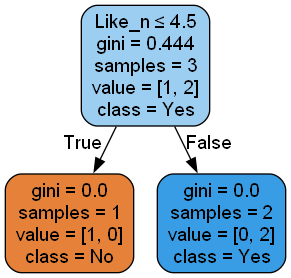 Like_n ≤ 4.5
gini = 0.444
samples = 3
value = [1, 2]
class = Yes
True
False
gini = 0.0
samples = 1
value = [1, 0]
class = No
gini = 0.0
samples = 2
value = [0, 2]
class = Yes